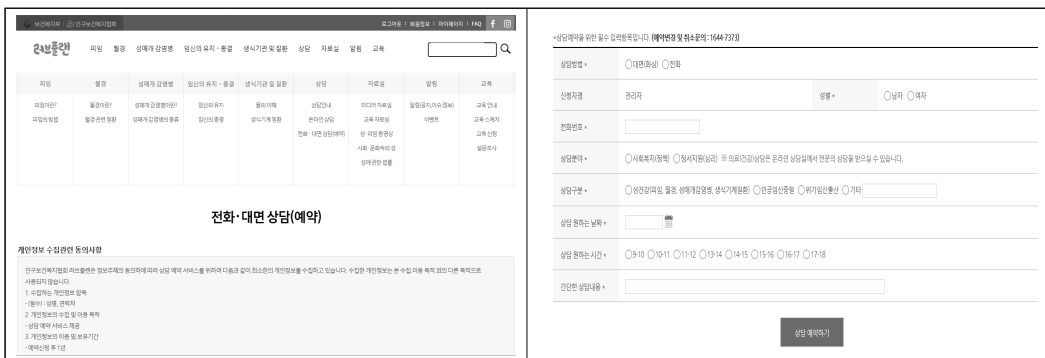 보건복지부 | 인구보건복지협회
로그아웃 | 회원정보 | 마이페이지 | FAQ
러브플랜
피임 월경 성매개 감염병 임신의 유지·종결 생식기관 및 질환 상담 자료실 알림 교육
피임 월경 성매개 감염병 임신의 유지·종결 생식기관 및 질환 상담 자료실 알림 교육
피임이란? 월경이란? 성매개 감염병이란? 임신의 유지 몸의 이해 상담안내 미디어 자료실 알림(공지,이슈,정보) 교육 안내
피임의 방법 월경 관련 질환 성매개 감염병의 종류 임신의 종결 생식기계 질환 온라인 상담 교육 자료실 이벤트 교육 스케치
전화·대면 상담(예약) 성·피임 동영상 교육 신청
사회·문화속의 성 설문조사
성에 관한 법률
전화·대면 상담(예약)
개인정보 수집관련 동의사항
인구보건복지협회 러브플랜은 정보주체의 동의하에 따라 상담 예약 서비스를 위하여 다음과 같이 최소한의 개인정보를 수집하고 있습니다. 수집한 개인정보는 본 수집 이용 목적 외의 다른 목적으로
사용되지 않습니다.
1. 수집하는 개인정보 항목
- (필수) : 성별, 연락처
2. 개인정보의 수집 및 이용 목적
- 상담 예약 서비스 제공
3. 개인정보의 이용 및 보유기간
- 예약신청 후 1년
*상담예약을 위한 필수 입력항목입니다. (예약변경 및 취소문의 : 1644-7373)
상담방법 * 대면(화상) 전화
신청자명 관리자 성별 * 남자 여자
전화번호 *
상담분야 * 사회복지(정책) 정서지원(심리) ※ 의료(건강)상담은 온라인 상담실에서 전문의 상담을 받으실 수 있습니다.
상담구분 * 성건강(피임, 월경, 성매개감염병, 생식기계질환) 인공임신중절 위기임신출산 기타
상담 원하는 날짜 *
상담 원하는 시간 * 9-10 10-11 11-12 13-14 14-15 15-16 16-17 17-18
간단한 상담내용 *
상담 예약하기